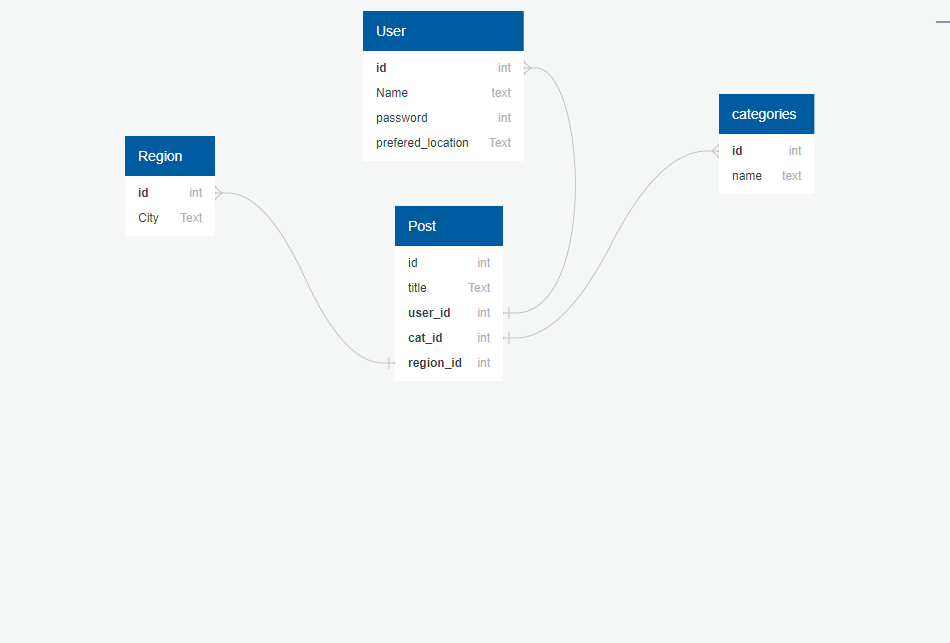 User
id int
Name text
password int
prefered_location Text
categories
id int
name text
Region
id int
City Text
Post
id int
title Text
user_id int
cat_id int
region_id int